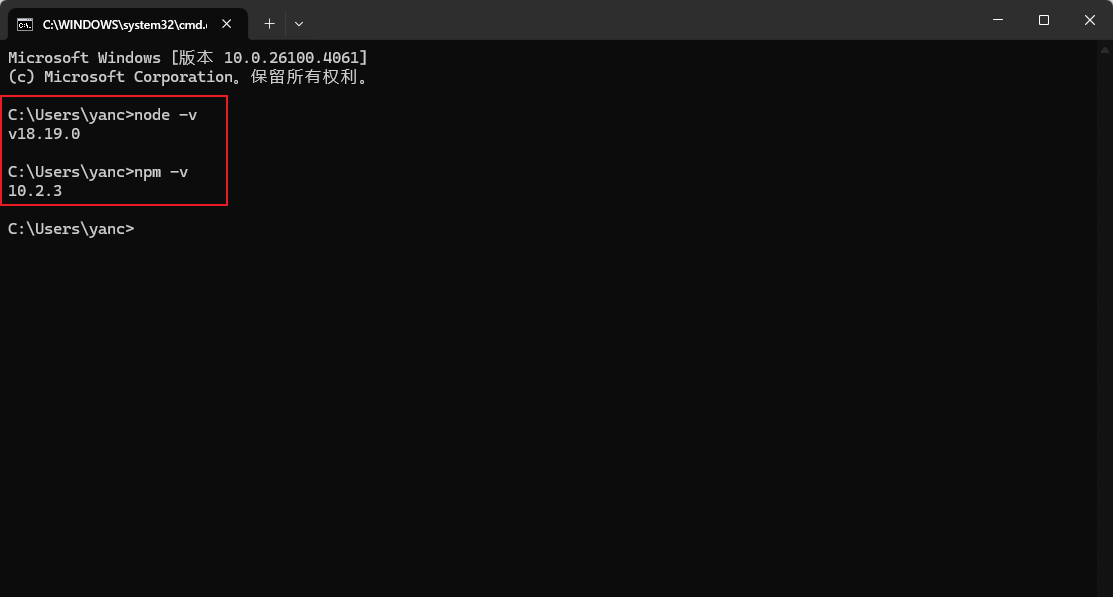 C:\WINDOWS\system32\cmd.
Microsoft Windows [版本 10.0.26100.4061]
(c) Microsoft Corporation。保留所有权利。
C:\Users\yanc>node -v
v18.19.0
C:\Users\yanc>npm -v
10.2.3
C:\Users\yanc>